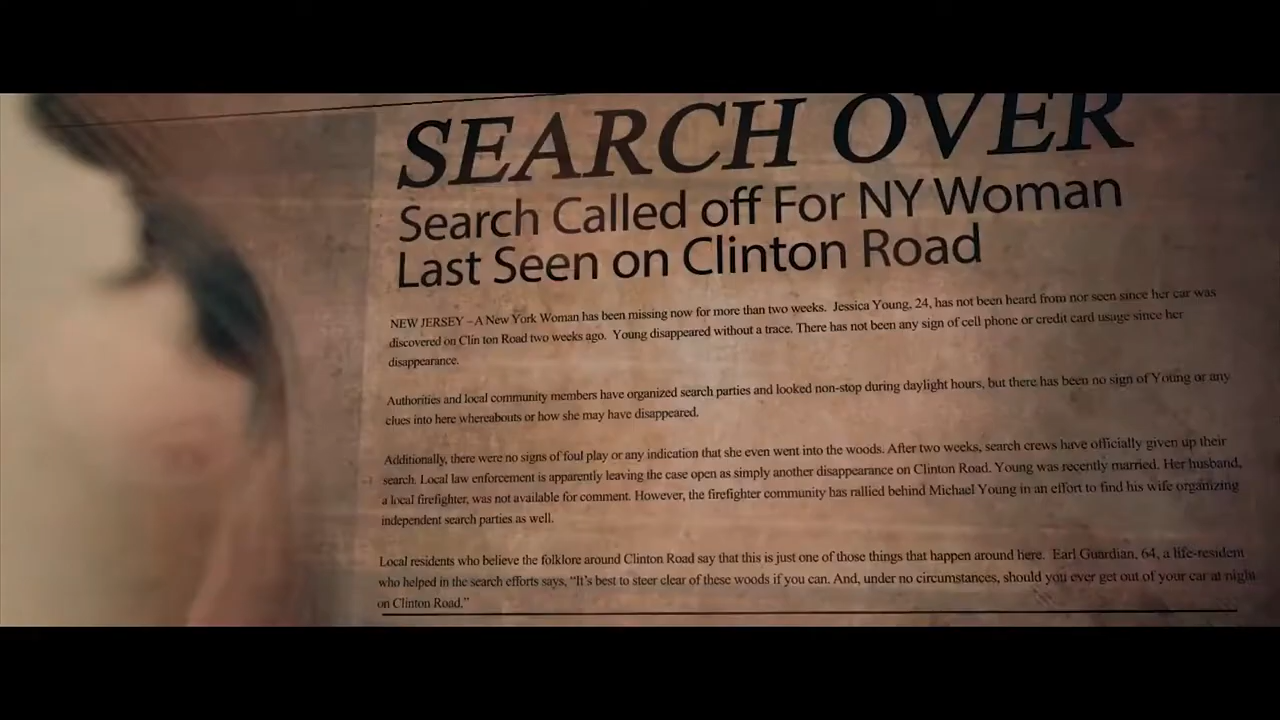 SEARCH OVER
Search Called off For NY Woman
Last Seen on Clinton Road
NEW JERSEY – A New York Woman has been missing now for more than two weeks. Jessica Young, 24, has not been heard from nor seen since her car was
discovered on Clin ton Road two weeks ago. Young disappeared without a trace. There has not been any sign of cell phone or credit card usage since her
disappearance.
Authorities and local community members have organized search parties and looked non-stop during daylight hours, but there has been no sign of Young or any
clues into here whereabouts or how she may have disappeared.
Additionally, there were no signs of foul play or any indication that she even went into the woods. After two weeks, search crews have officially given up their
search. Local law enforcement is apparently leaving the case open as simply another disappearance on Clinton Road. Young was recently married. Her husband,
a local firefighter, was not available for comment. However, the firefighter community has rallied behind Michael Young in an effort to find his wife organizing
independent search parties as well.
Local residents who believe the folklore around Clinton Road say that this is just one of those things that happen around here. Earl Guardian, 64, a life-resident
who helped in the search efforts says, “It’s best to steer clear of these woods if you can. And, under no circumstances, should you ever get out of your car at night
on Clinton Road.”